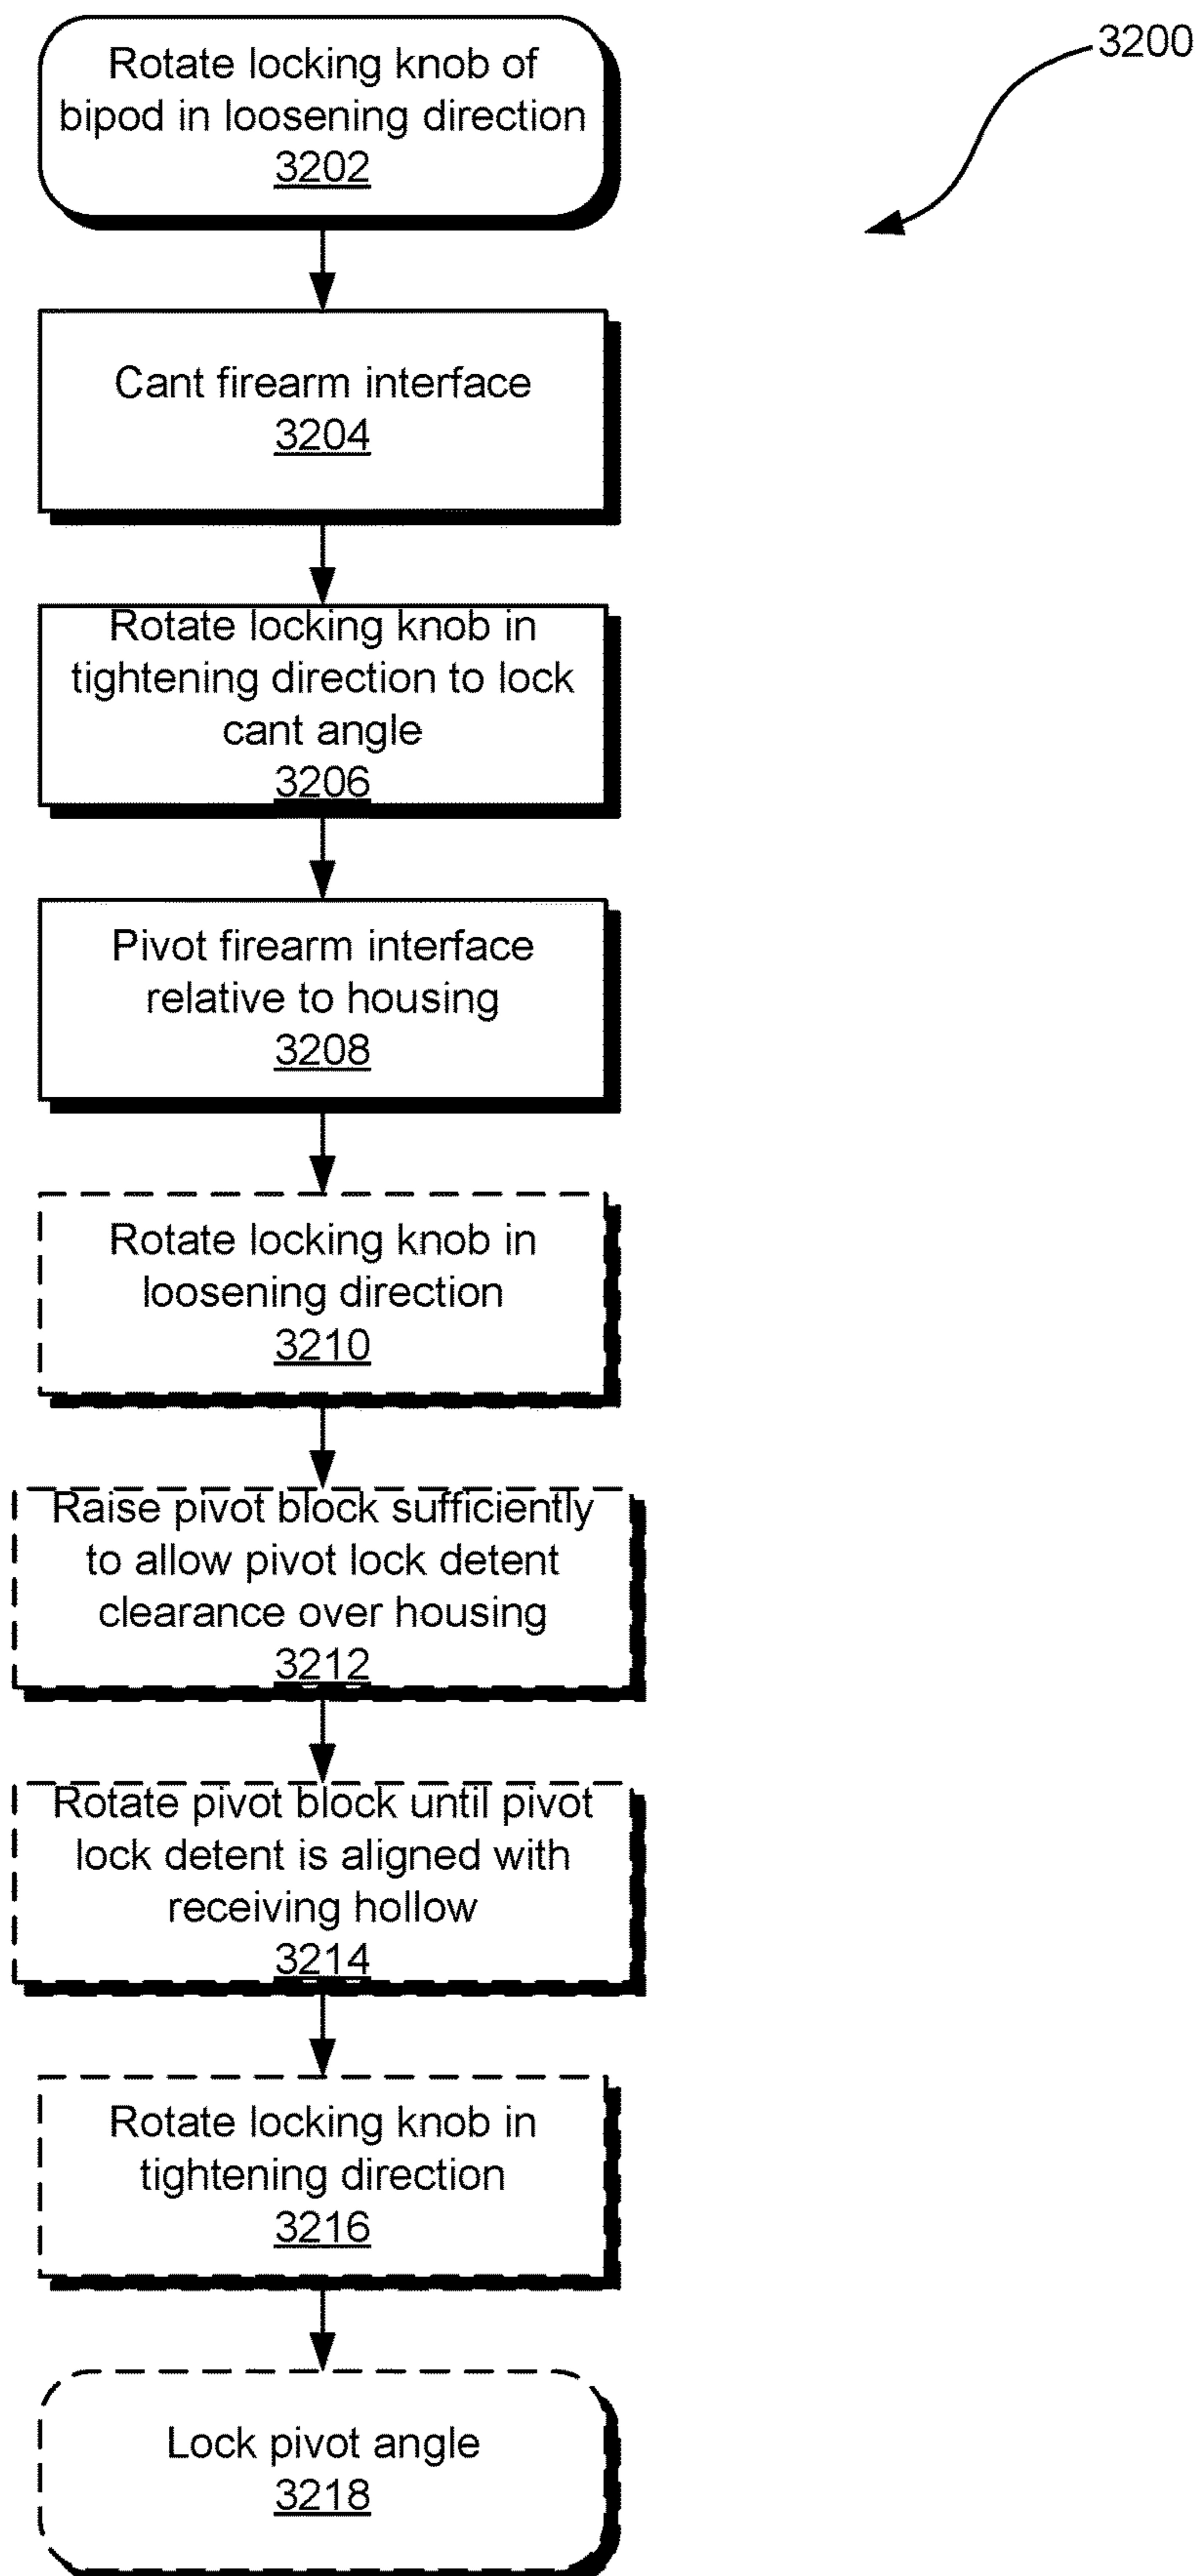 3200
Rotate locking knob of
bipod in loosening direction
3202
Cant firearm interface
3204
Rotate locking knob in
tightening direction to lock
cant angle
3206
Pivot firearm interface
relative to housing
3208
Rotate locking knob in
loosening direction
3210
Raise pivot block sufficiently
to allow pivot lock detent
clearance over housing
3212
Rotate pivot block until pivot
lock detent is aligned with
receiving hollow
3214
Rotate locking knob in
tightening direction
3216
Lock pivot angle
3218